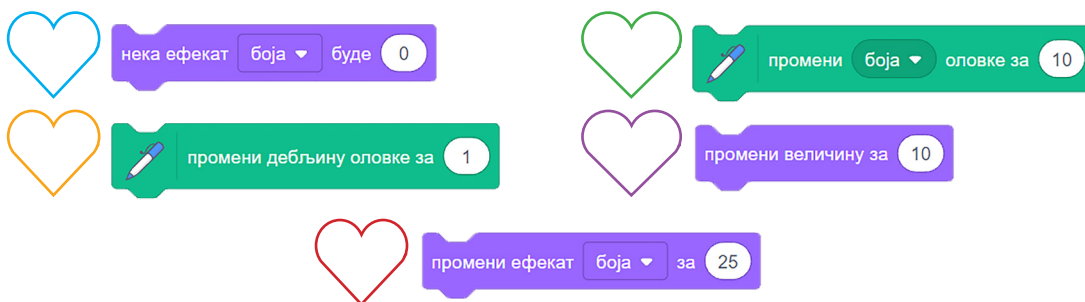 нека ефекат боја буде 0
промени боја оловке за 10
промени дебљину оловке за 1
промени величину за 10
промени ефекат боја за 25